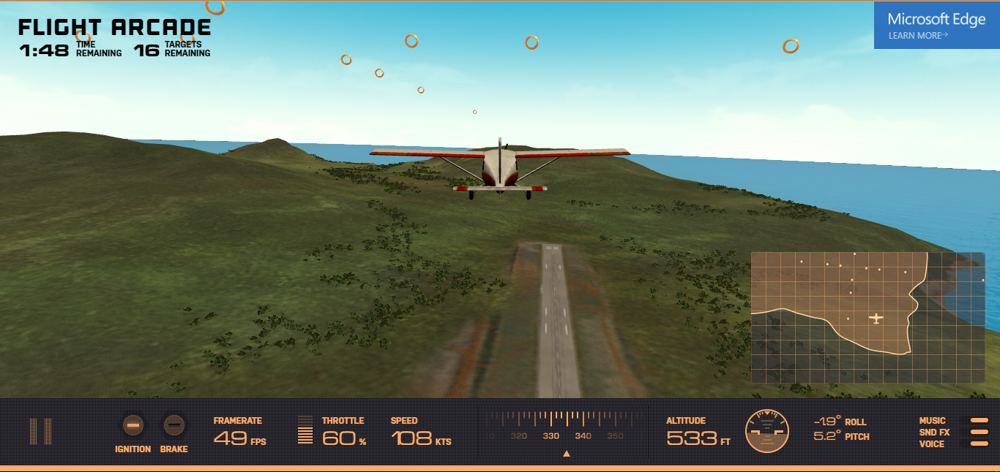 FLIGHT ARCADE
1:48 TIME REMAINING 16 TARGETS REMAINING
Microsoft Edge
LEARN MORE
IGNITION BRAKE
FRAMERATE
49 FPS
THROTTLE
60 %
SPEED
108 KTS
320 330 340 350
ALTITUDE
533 FT
-1.9° ROLL
5.2° PITCH
MUSIC
SND FX
VOICE